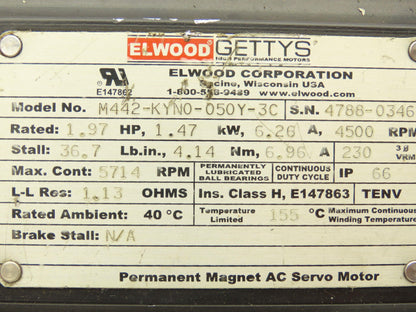 ELWOOD GETTYS
HIGH PERFORMANCE MOTORS
E147862
ELWOOD CORPORATION
Racine, Wisconsin USA
1-800-558-9489 www.elwood.com
Model No. M442-KYN0-050Y-3C S.N. 4788-0346
Rated: 1.97 HP, 1.47 kW, 6.26 A, 4500 RPM
Stall: 36.7 Lb.in., 4.14 Nm, 6.96 A, 230 3Ø VRM
Max. Cont: 5714 RPM PERMANENTLY LUBRICATED BALL BEARINGS CONTINUOUS DUTY CYCLE IP 66
L-L Res: 1.13 OHMS Ins. Class H, E147863 TENV
Rated Ambient: 40 °C Temperature Limited 155 °C Maximum Continuous Winding Temperature
Brake Stall: N/A
Permanent Magnet AC Servo Motor